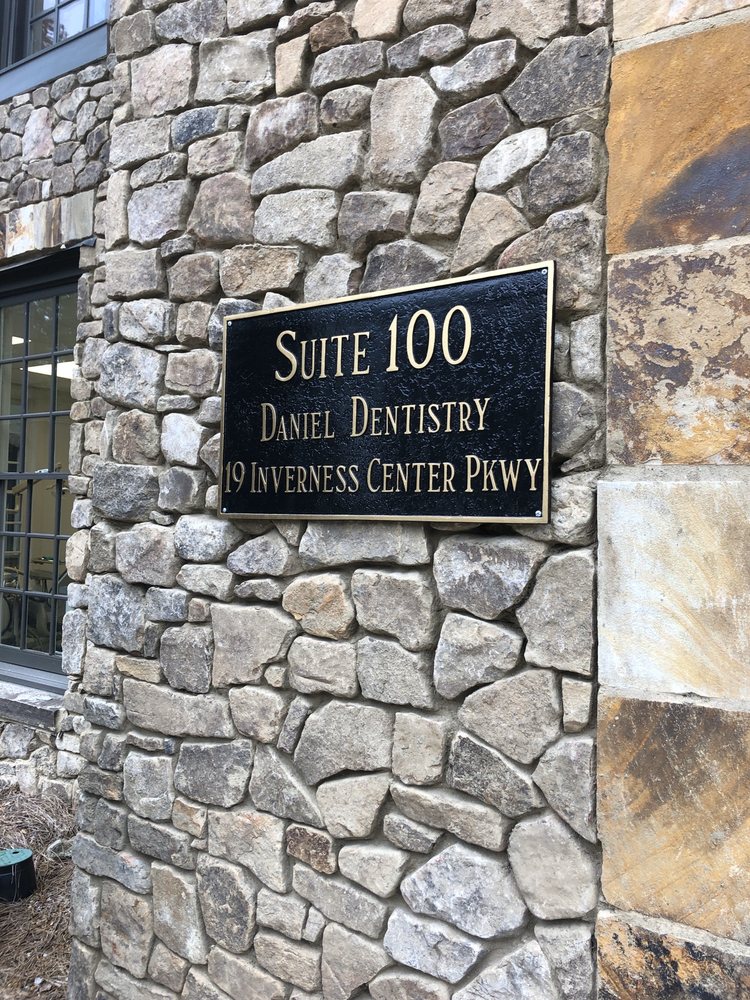 Suite 100
Daniel Dentistry
19 Inverness Center Pkwy